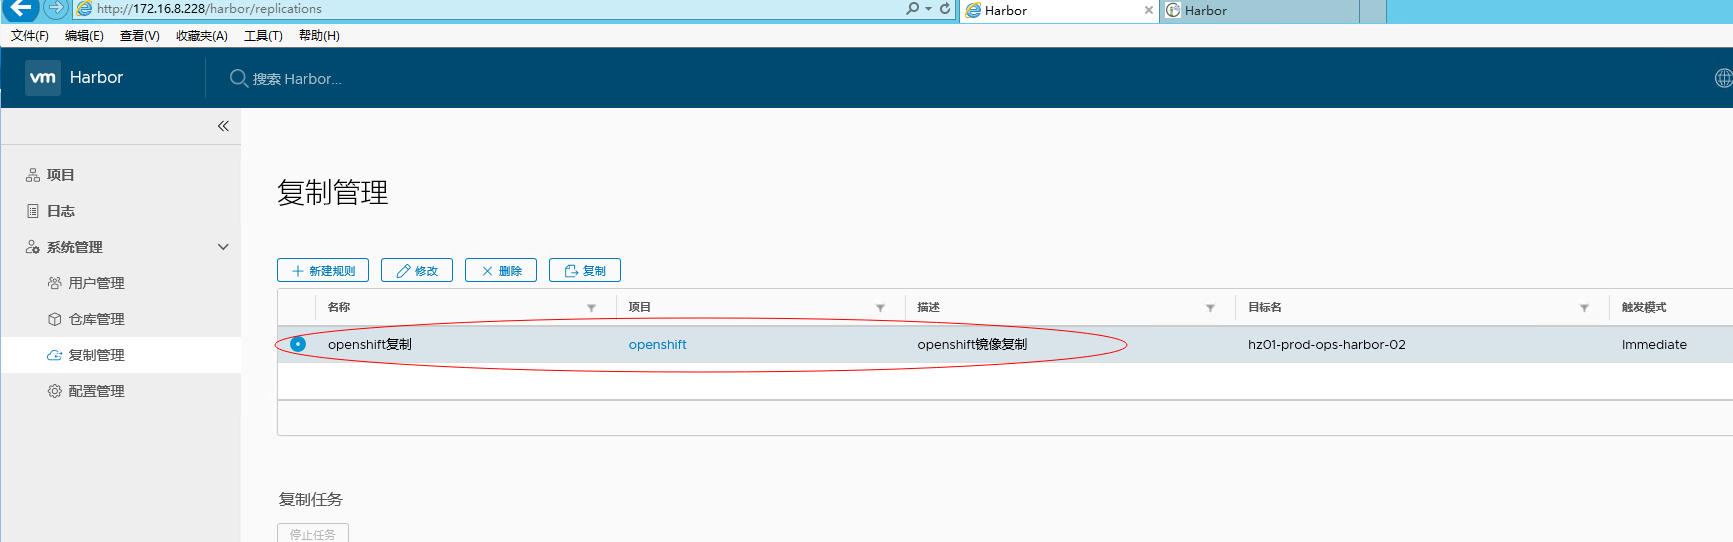 http://172.16.8.228/harbor/replications
Harbor
Harbor
文件(F) 编辑(E) 查看(V) 收藏夹(A) 工具(T) 帮助(H)
vm Harbor 搜索 Harbor...
项目
日志
系统管理
用户管理
仓库管理
复制管理
配置管理
复制管理
新建规则 修改 删除 复制
名称 项目 描述 目标名 触发模式
openshift复制 openshift openshift镜像复制 hz01-prod-ops-harbor-02 Immediate
复制任务
停止任务